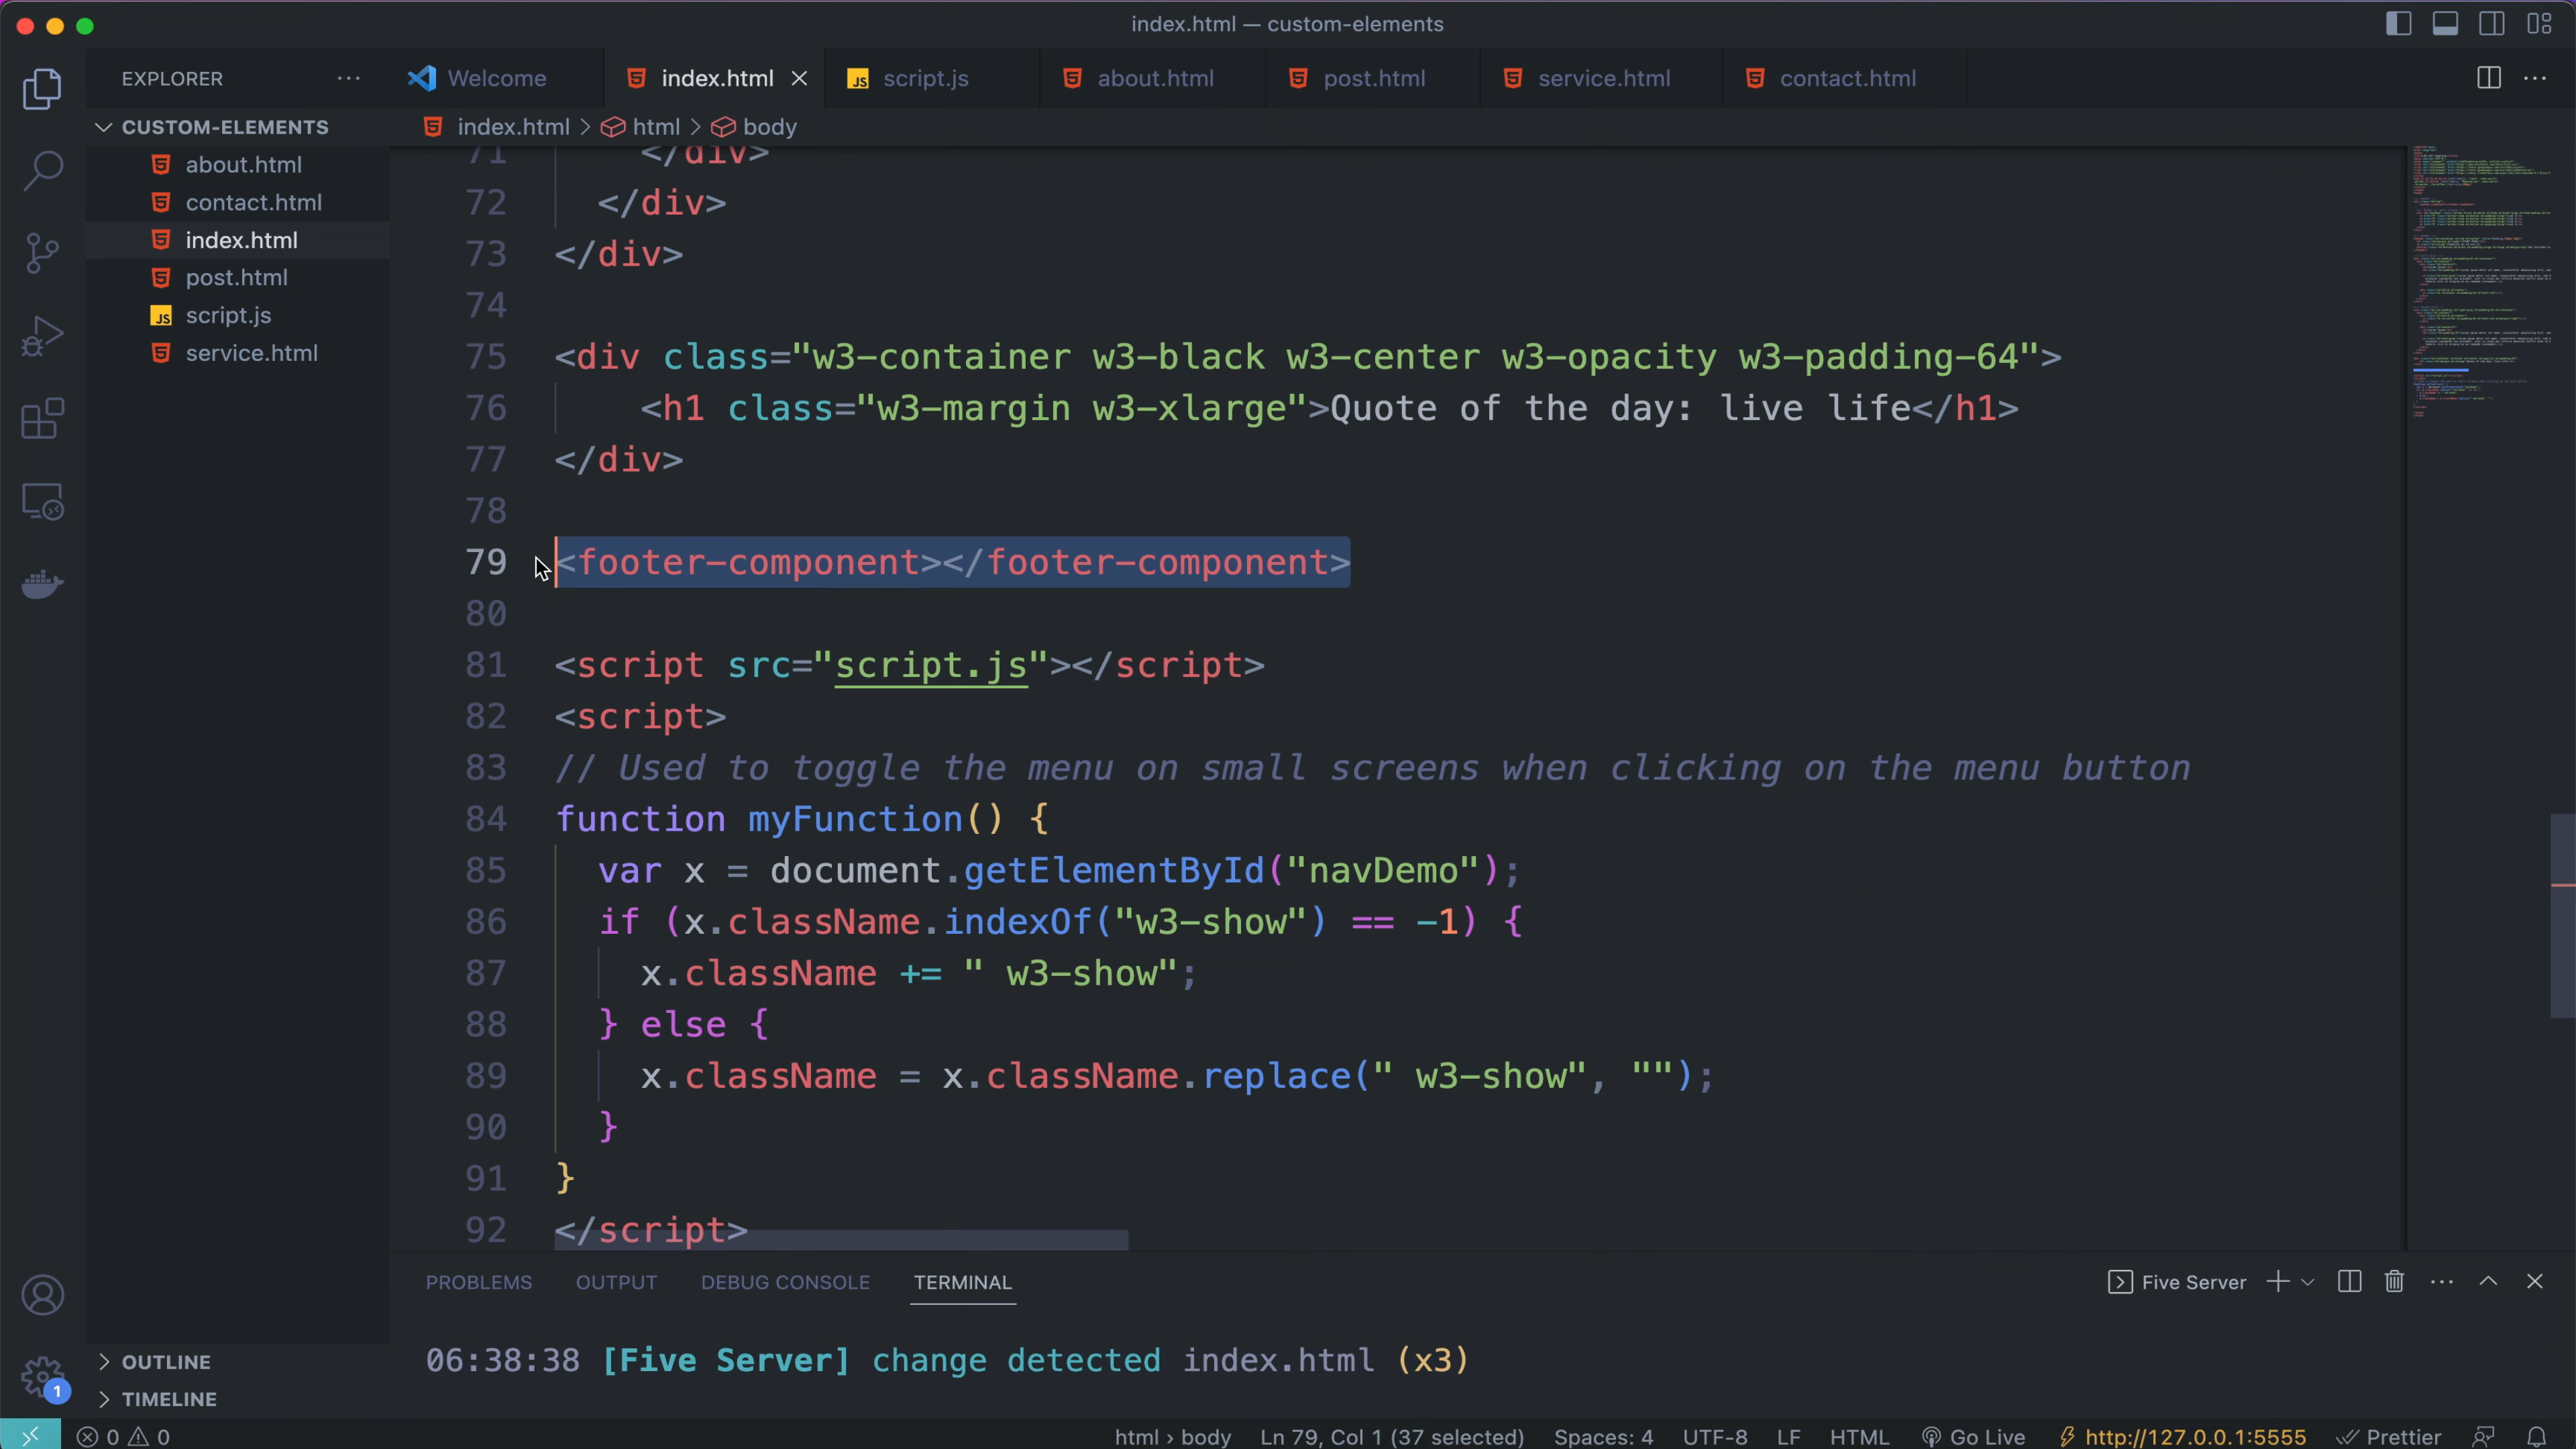 index.html — custom-elements
EXPLORER
Welcome
index.html
script.js
about.html
post.html
service.html
contact.html
CUSTOM-ELEMENTS
index.html > html > body
about.html
contact.html
index.html
post.html
script.js
service.html
71 </div>
72 </div>
73 </div>
74
75 <div class="w3-container w3-black w3-center w3-opacity w3-padding-64">
76 <h1 class="w3-margin w3-xlarge">Quote of the day: live life</h1>
77 </div>
78
79 <footer-component></footer-component>
80
81 <script src="script.js"></script>
82 <script>
83 // Used to toggle the menu on small screens when clicking on the menu button
84 function myFunction() {
85 var x = document.getElementById("navDemo");
86 if (x.className.indexOf("w3-show") == -1) {
87 x.className += " w3-show";
88 } else {
89 x.className = x.className.replace(" w3-show", "");
90 }
91 }
92 </script>
PROBLEMS OUTPUT DEBUG CONSOLE TERMINAL
Five Server
06:38:38 [Five Server] change detected index.html (x3)
OUTLINE
TIMELINE
1
0 0
html > body Ln 79, Col 1 (37 selected) Spaces: 4 UTF-8 LF HTML Go Live http://127.0.0.1:5555 Prettier